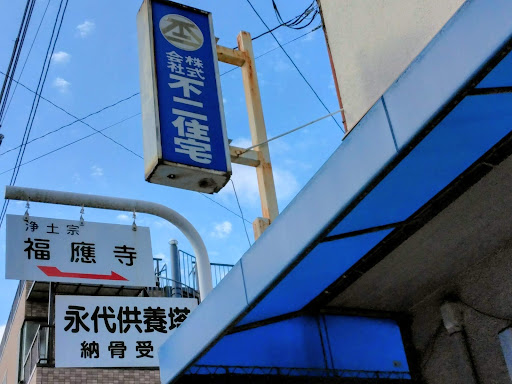 株式
会社
不二住宅
浄土宗
福應寺
永代供養塔
納骨受